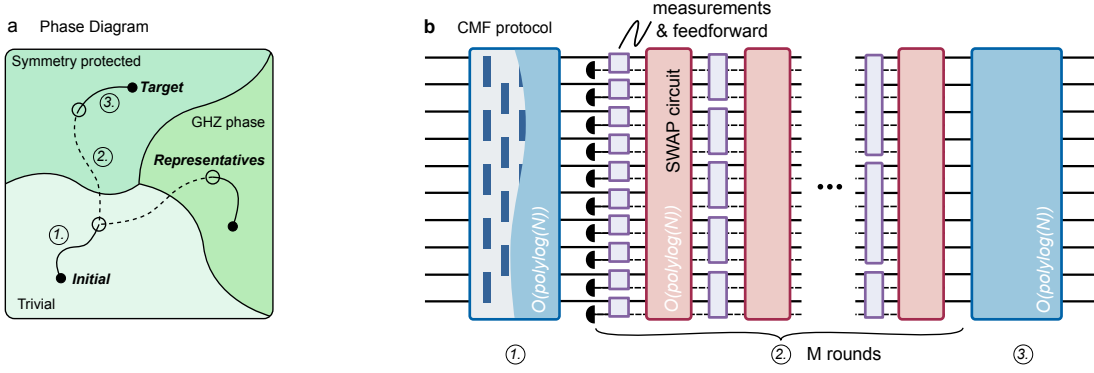 a Phase Diagram
Symmetry protected
Target
3.
GHZ phase
2.
Representatives
1.
Initial
Trivial
b CMF protocol
measurements
& feedforward
O(polylog(N))
SWAP circuit
O(polylog(N))
...
O(polylog(N))
1.
2. M rounds
3.